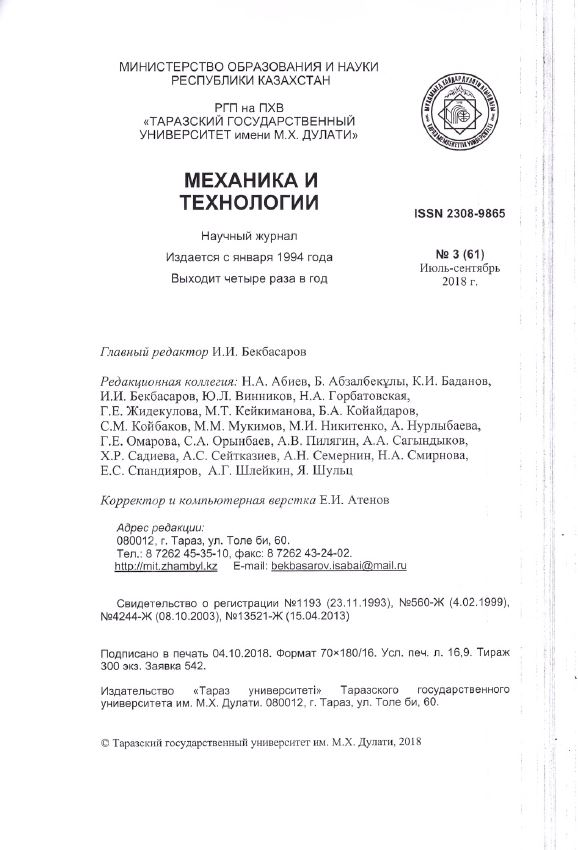 МИНИСТЕРСТВО ОБРАЗОВАНИЯ И НАУКИ
РЕСПУБЛИКИ КАЗАХСТАН
РГП на ПХВ
«ТАРАЗСКИЙ ГОСУДАРСТВЕННЫЙ
УНИВЕРСИТЕТ имени М.Х. ДУЛАТИ»
МЕХАНИКА И
ТЕХНОЛОГИИ
Научный журнал
Издается с января 1994 года
Выходит четыре раза в год
ISSN 2308-9865
№ 3 (61)
Июль-сентябрь
2018 г.
Главный редактор И.И. Бекбасаров
Редакционная коллегия: Н.А. Абиев, Б. Абзалбекұлы, К.И. Баданов,
И.И. Бекбасаров, Ю.Л. Винников, Н.А. Горбатовская,
Г.Е. Жидекулова, М.Т. Кейкиманова, Б.А. Койайдаров,
С.М. Койбаков, М.М. Мукимов, М.И. Никитенко, А. Нурлыбаева,
Г.Е. Омарова, С.А. Орынбаев, А.В. Пилягин, А.А. Сагындыков,
Х.Р. Садиева, А.С. Сейтказиев, А.Н. Семернин, Н.А. Смирнова,
Е.С. Спандияров, А.Г. Шлейкин, Я. Шульц
Корректор и компьютерная верстка Е.И. Атенов
Адрес редакции:
080012, г. Тараз, ул. Толе би, 60.
Тел.: 8 7262 45-35-10, факс: 8 7262 43-24-02.
http://mit.zhambyl.kz E-mail: bekbasarov.isabai@mail.ru
Свидетельство о регистрации №1193 (23.11.1993), №560-Ж (4.02.1999),
№4244-Ж (08.10.2003), №13521-Ж (15.04.2013)
Подписано в печать 04.10.2018. Формат 70×180/16. Усл. печ. л. 16,9. Тираж
300 экз. Заявка 542.
Издательство «Тараз университеті» Таразского государственного
университета им. М.Х. Дулати. 080012, г. Тараз, ул. Толе би, 60.
© Таразский государственный университет им. М.Х. Дулати, 2018